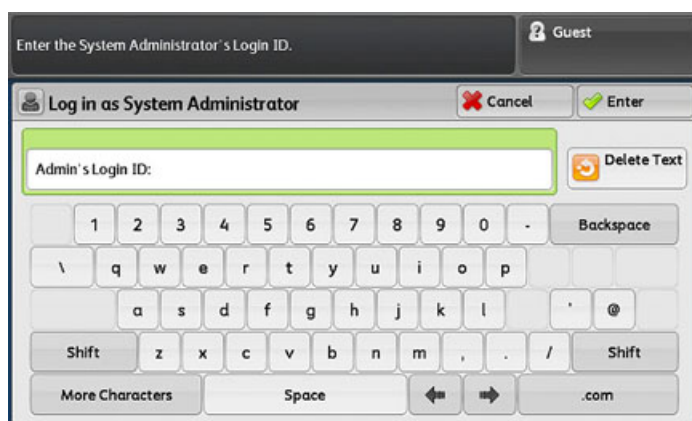 Enter the System Administrator's Login ID.
Guest
Log in as System Administrator
Cancel
Enter
Admin's Login ID:
Delete Text
1 2 3 4 5 6 7 8 9 0 - Backspace
\ q w e r t y u i o p
a s d f g h j k l ' @
Shift z x c v b n m , . / Shift
More Characters Space .com